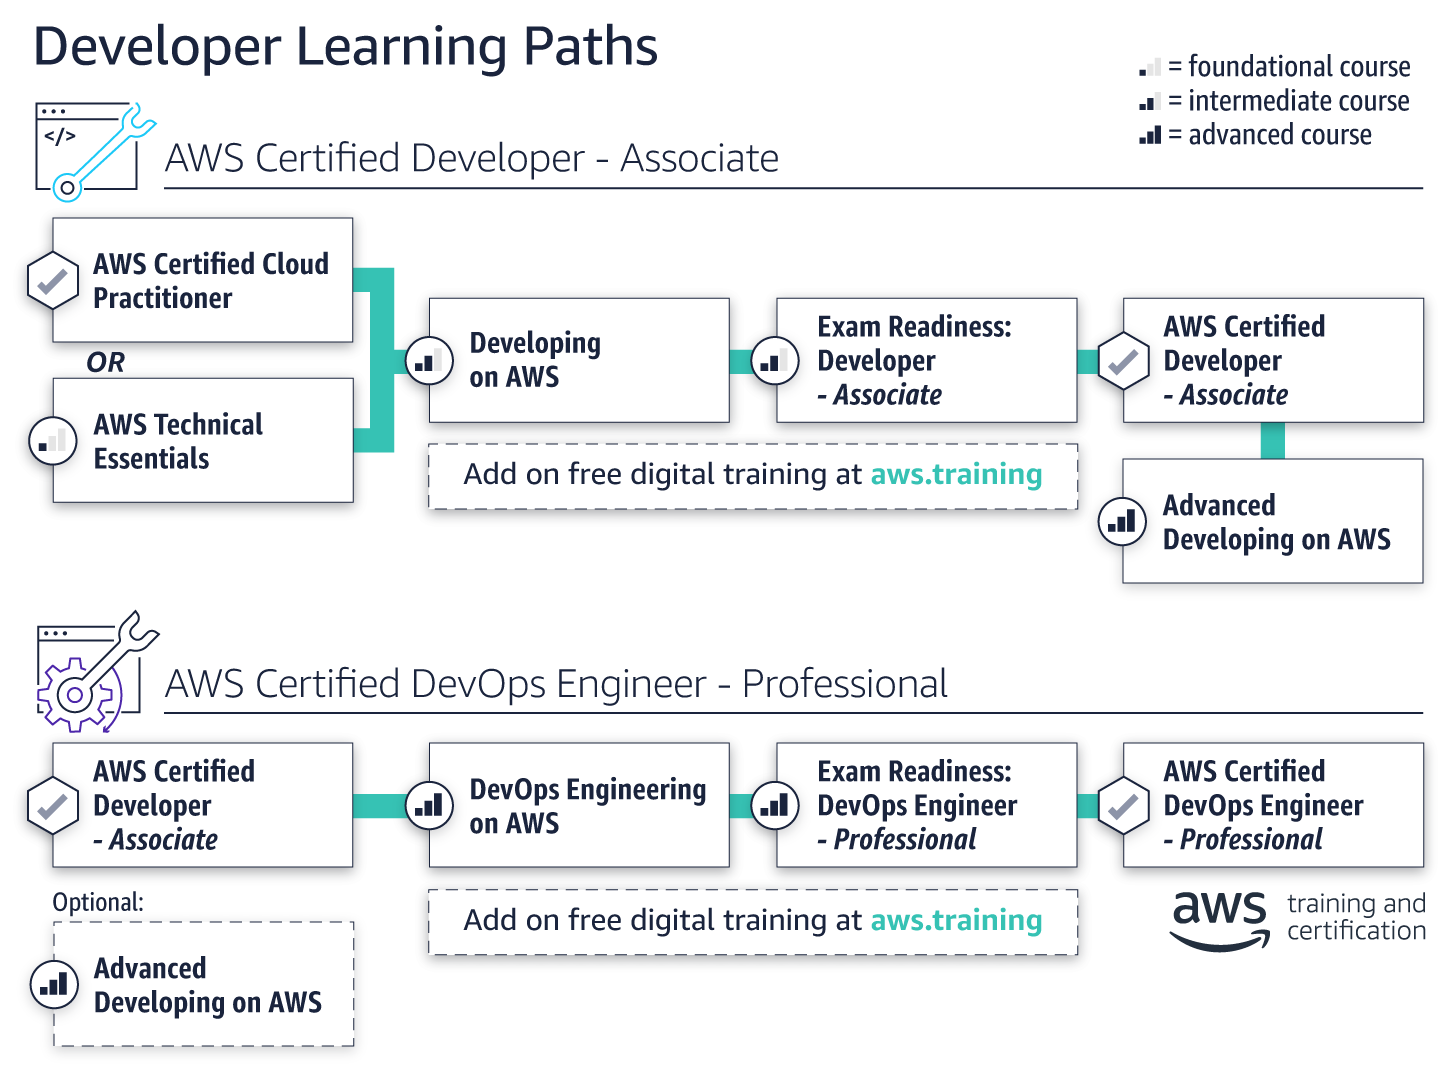 Developer Learning Paths
= foundational course
= intermediate course
= advanced course
</>
AWS Certified Developer - Associate
AWS Certified Cloud
Practitioner
OR
AWS Technical
Essentials
Developing
on AWS
Exam Readiness:
Developer
- Associate
AWS Certified
Developer
- Associate
Add on free digital training at aws.training
Advanced
Developing on AWS
AWS Certified DevOps Engineer - Professional
AWS Certified
Developer
- Associate
DevOps Engineering
on AWS
Exam Readiness:
DevOps Engineer
- Professional
AWS Certified
DevOps Engineer
- Professional
Optional:
Advanced
Developing on AWS
Add on free digital training at aws.training
aws training and
certification